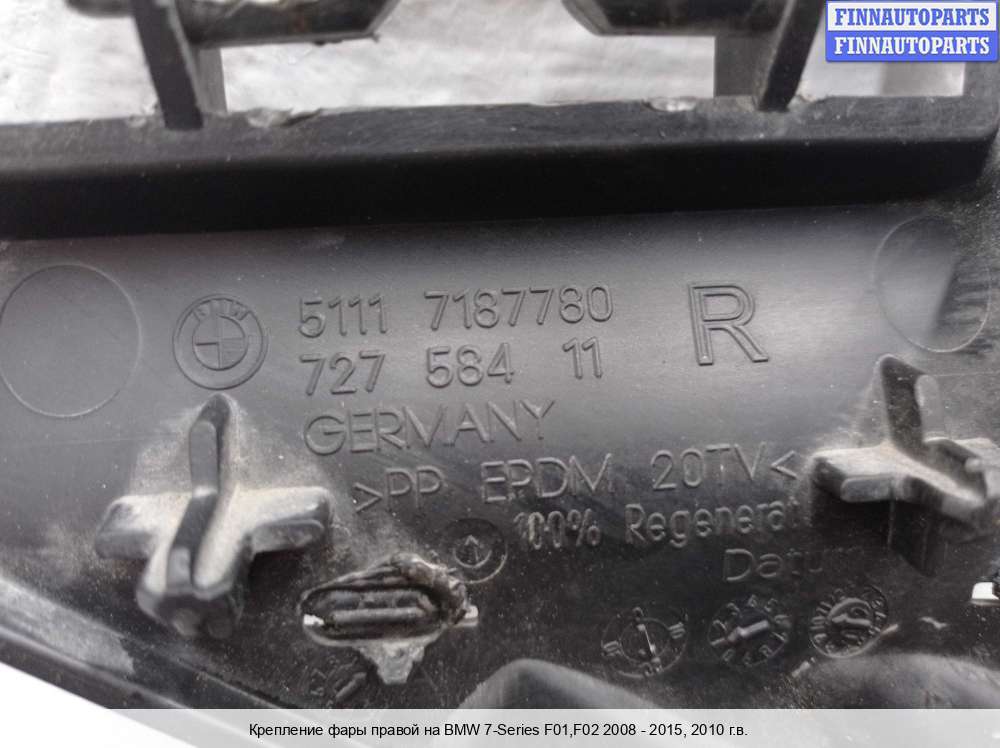 FINNAUTOPARTS
FINNAUTOPARTS
BMW
5111 7187780
727 584 11
R
GERMANY
>PP EPDM 20TV<
100% Regenerat
Крепление фары правой на BMW 7-Series F01,F02 2008 - 2015, 2010 г.в.